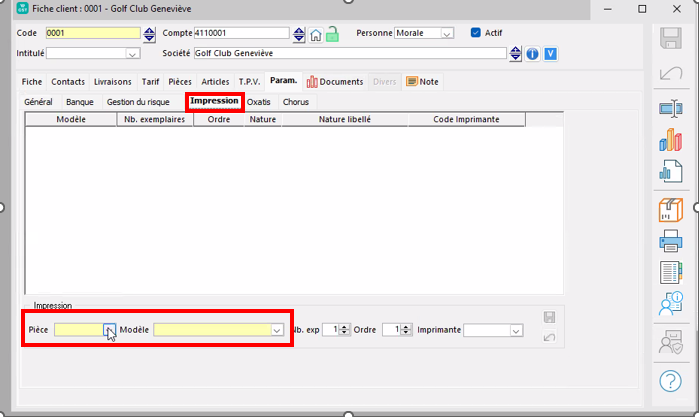 Fiche client : 0001 - Golf Club Geneviève
Code 0001 Compte 4110001 Personne Morale Actif
Intitulé Société Golf Club Geneviève
Fiche Contacts Livraisons Tarif Pièces Articles T.P.V. Param. Documents Divers Note
Général Banque Gestion du risque Impression Oxatis Chorus
Modèle Nb. exemplaires Ordre Nature Nature libellé Code Imprimante
Impression
Pièce Modèle Nb. exp 1 Ordre 1 Imprimante